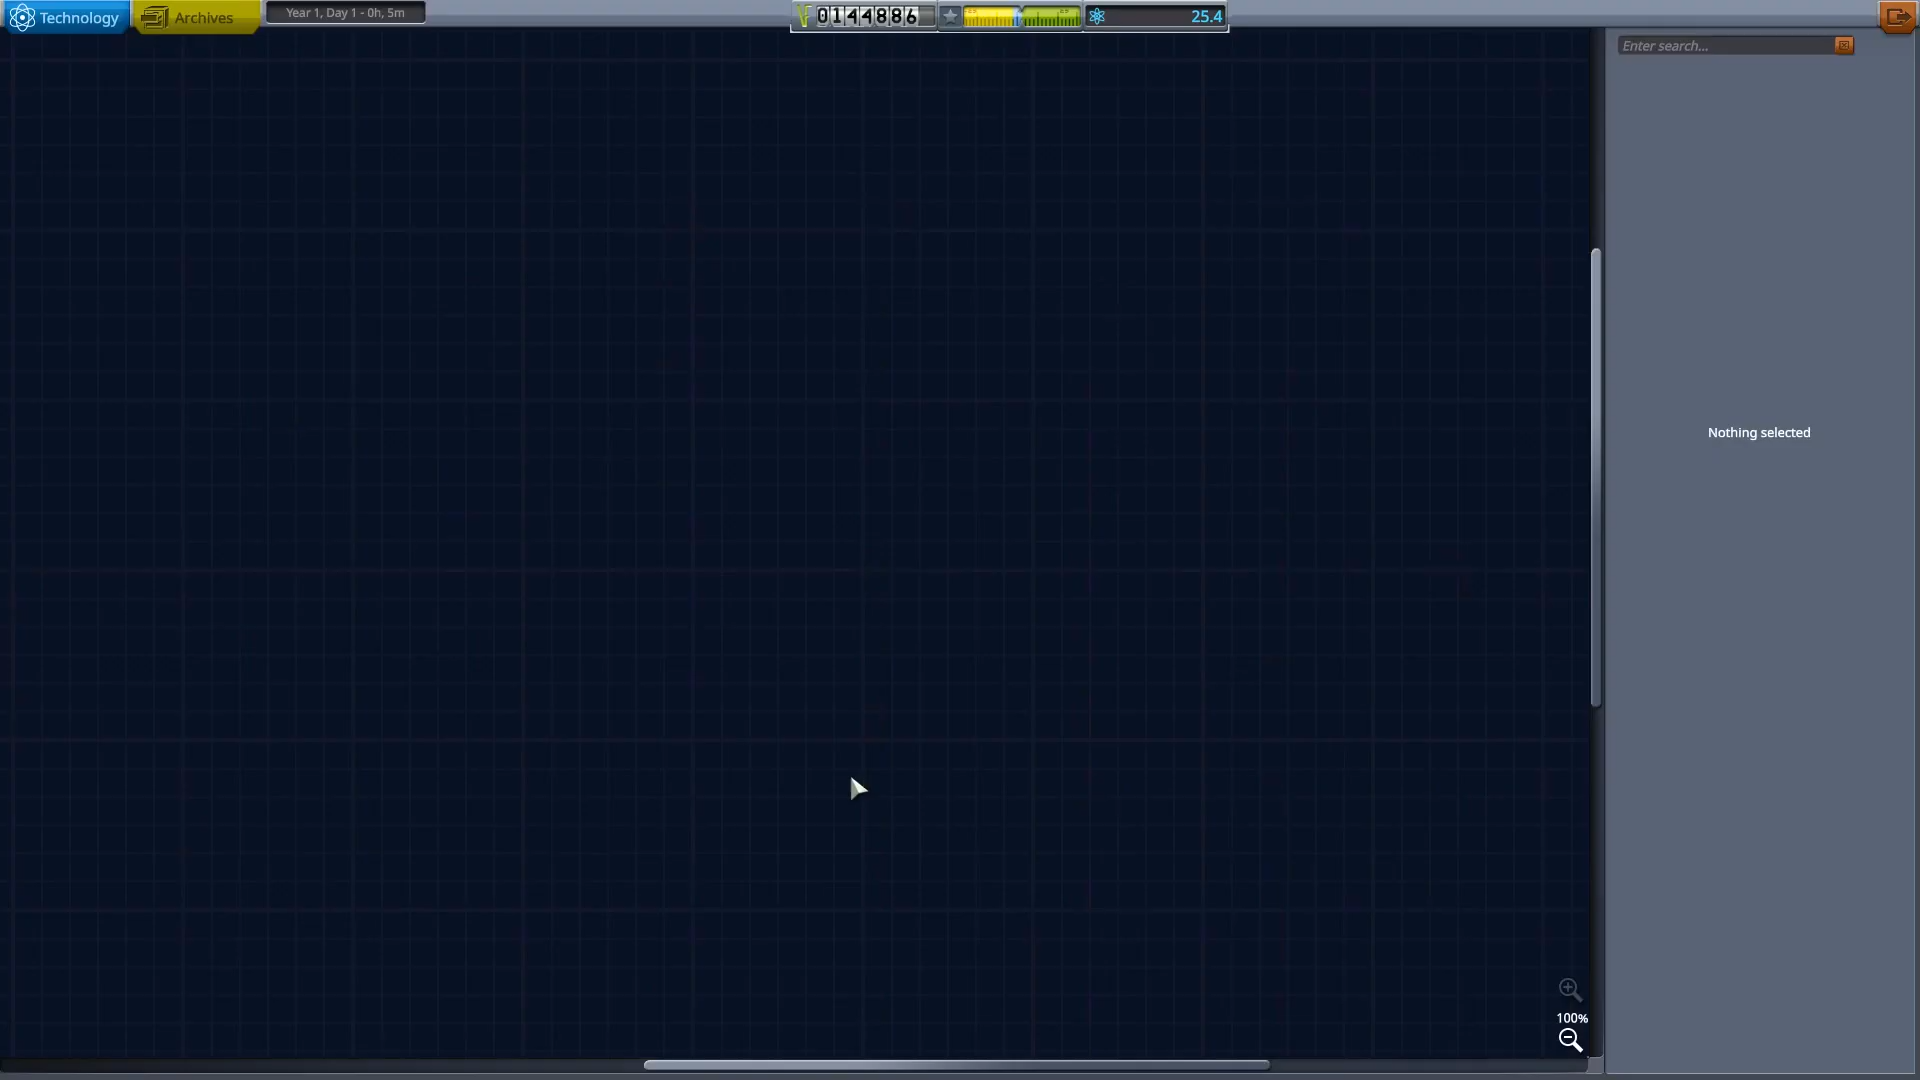 Technology
Archives
Year 1, Day 1 - 0h, 5m
0144886
25.4
Enter search...
Nothing selected
100%